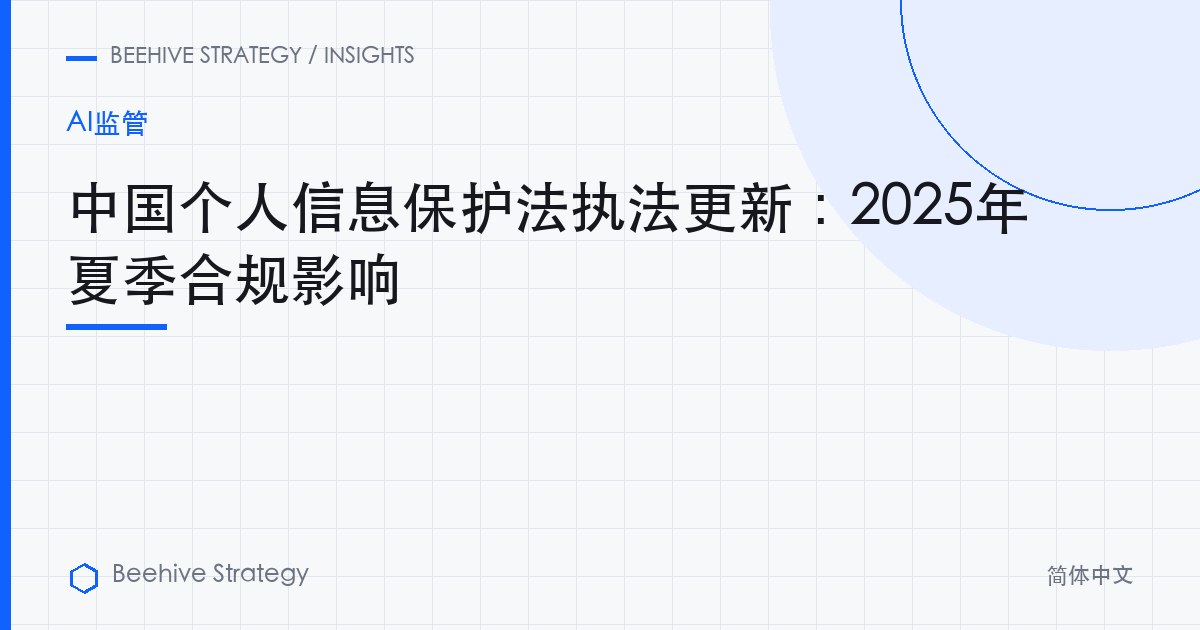 BEEHIVE STRATEGY / INSIGHTS
AI监管
中国个人信息保护法执法更新：2025年
夏季合规影响
Beehive Strategy
简体中文